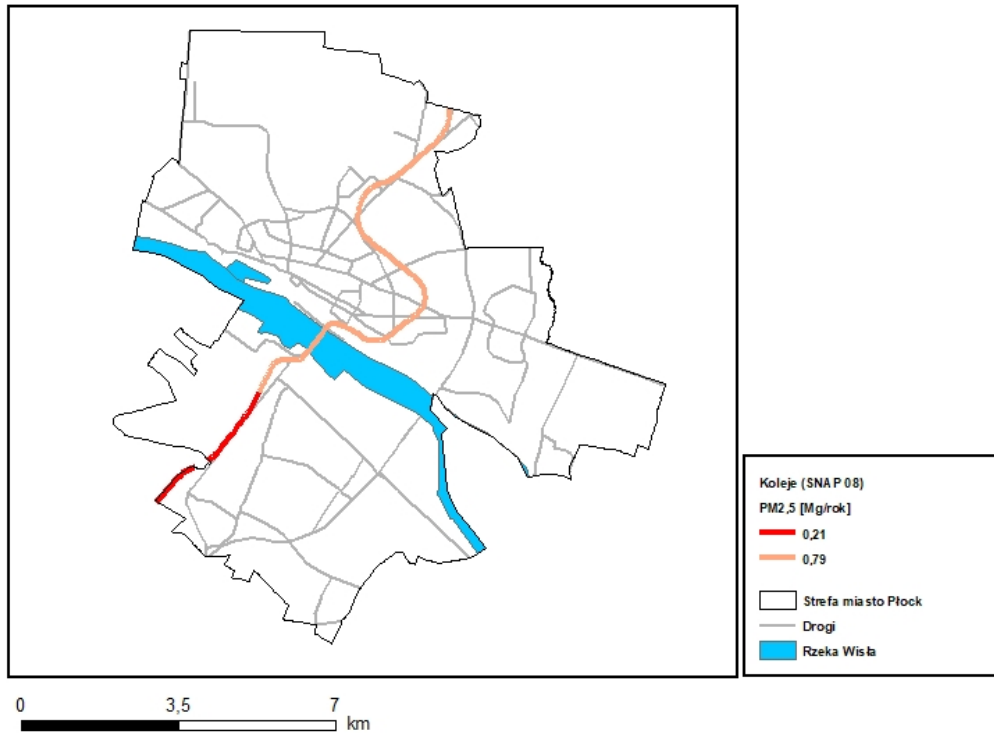 Koleje (SNAP 08)
PM2,5 [Mg/rok]
0,21
0,79
Strefa miasto Płock
Drogi
Rzeka Wisła
0 3,5 7
km